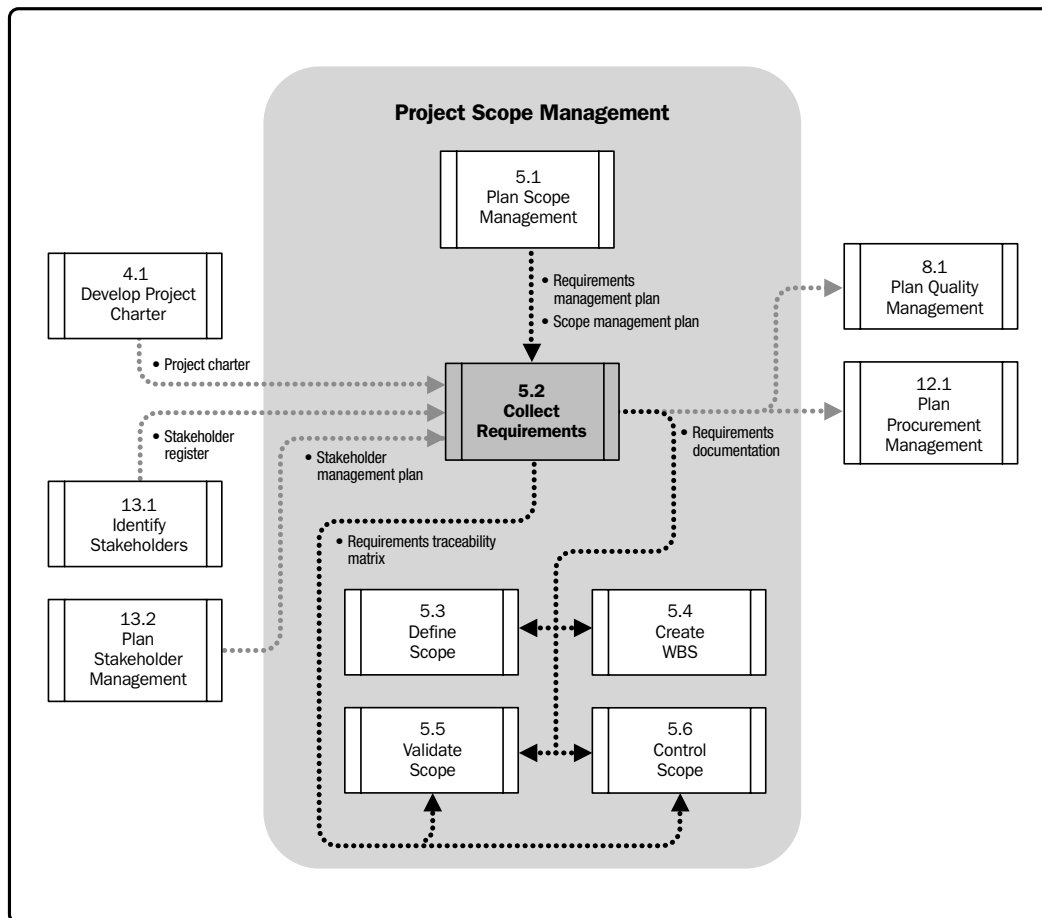 Project Scope Management
5.1
Plan Scope
Management
4.1
Develop Project
Charter
8.1
Plan Quality
Management
• Requirements
management plan
• Scope management plan
• Project charter
5.2
Collect
Requirements
12.1
Plan
Procurement
Management
• Stakeholder
register
• Stakeholder
management plan
• Requirements
documentation
13.1
Identify
Stakeholders
• Requirements traceability
matrix
13.2
Plan
Stakeholder
Management
5.3
Define
Scope
5.4
Create
WBS
5.5
Validate
Scope
5.6
Control
Scope